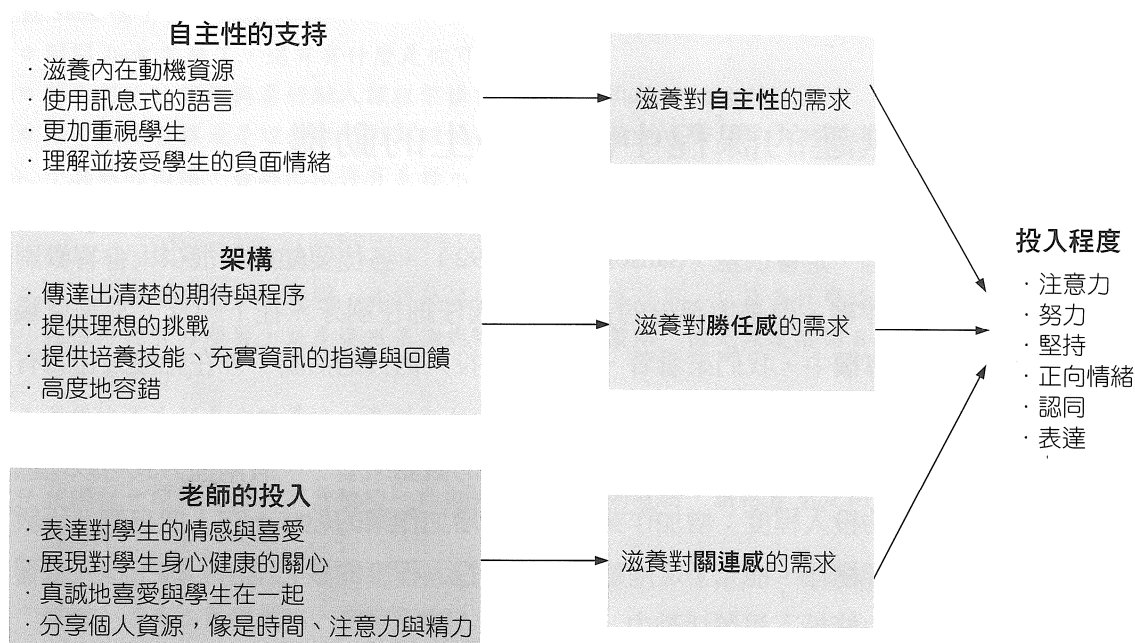 自主性的支持
·滋養內在動機資源
·使用訊息式的語言
·更加重視學生
·理解並接受學生的負面情緒
滋養對自主性的需求
架構
·傳達出清楚的期待與程序
·提供理想的挑戰
·提供培養技能、充實資訊的指導與回饋
·高度地容錯
滋養對勝任感的需求
老師的投入
·表達對學生的情感與喜愛
·展現對學生身心健康的關心
·真誠地喜愛與學生在一起
·分享個人資源，像是時間、注意力與精力
滋養對關連感的需求
投入程度
·注意力
·努力
·堅持
·正向情緒
·認同
·表達